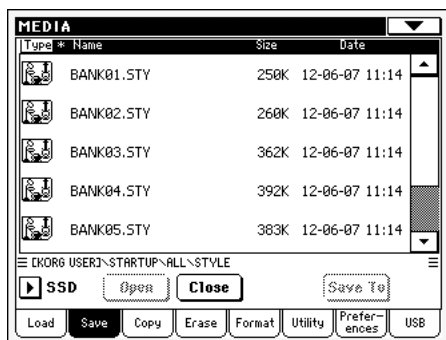 MEDIA
Type * Name Size Date
BANK01.STY 250K 12-06-07 11:14
BANK02.STY 260K 12-06-07 11:14
BANK03.STY 362K 12-06-07 11:14
BANK04.STY 392K 12-06-07 11:14
BANK05.STY 383K 12-06-07 11:14
[KORG USER]\STARTUP\ALL\STYLE
SSD Open Close Save To
Load Save Copy Erase Format Utility Prefer-ences USB